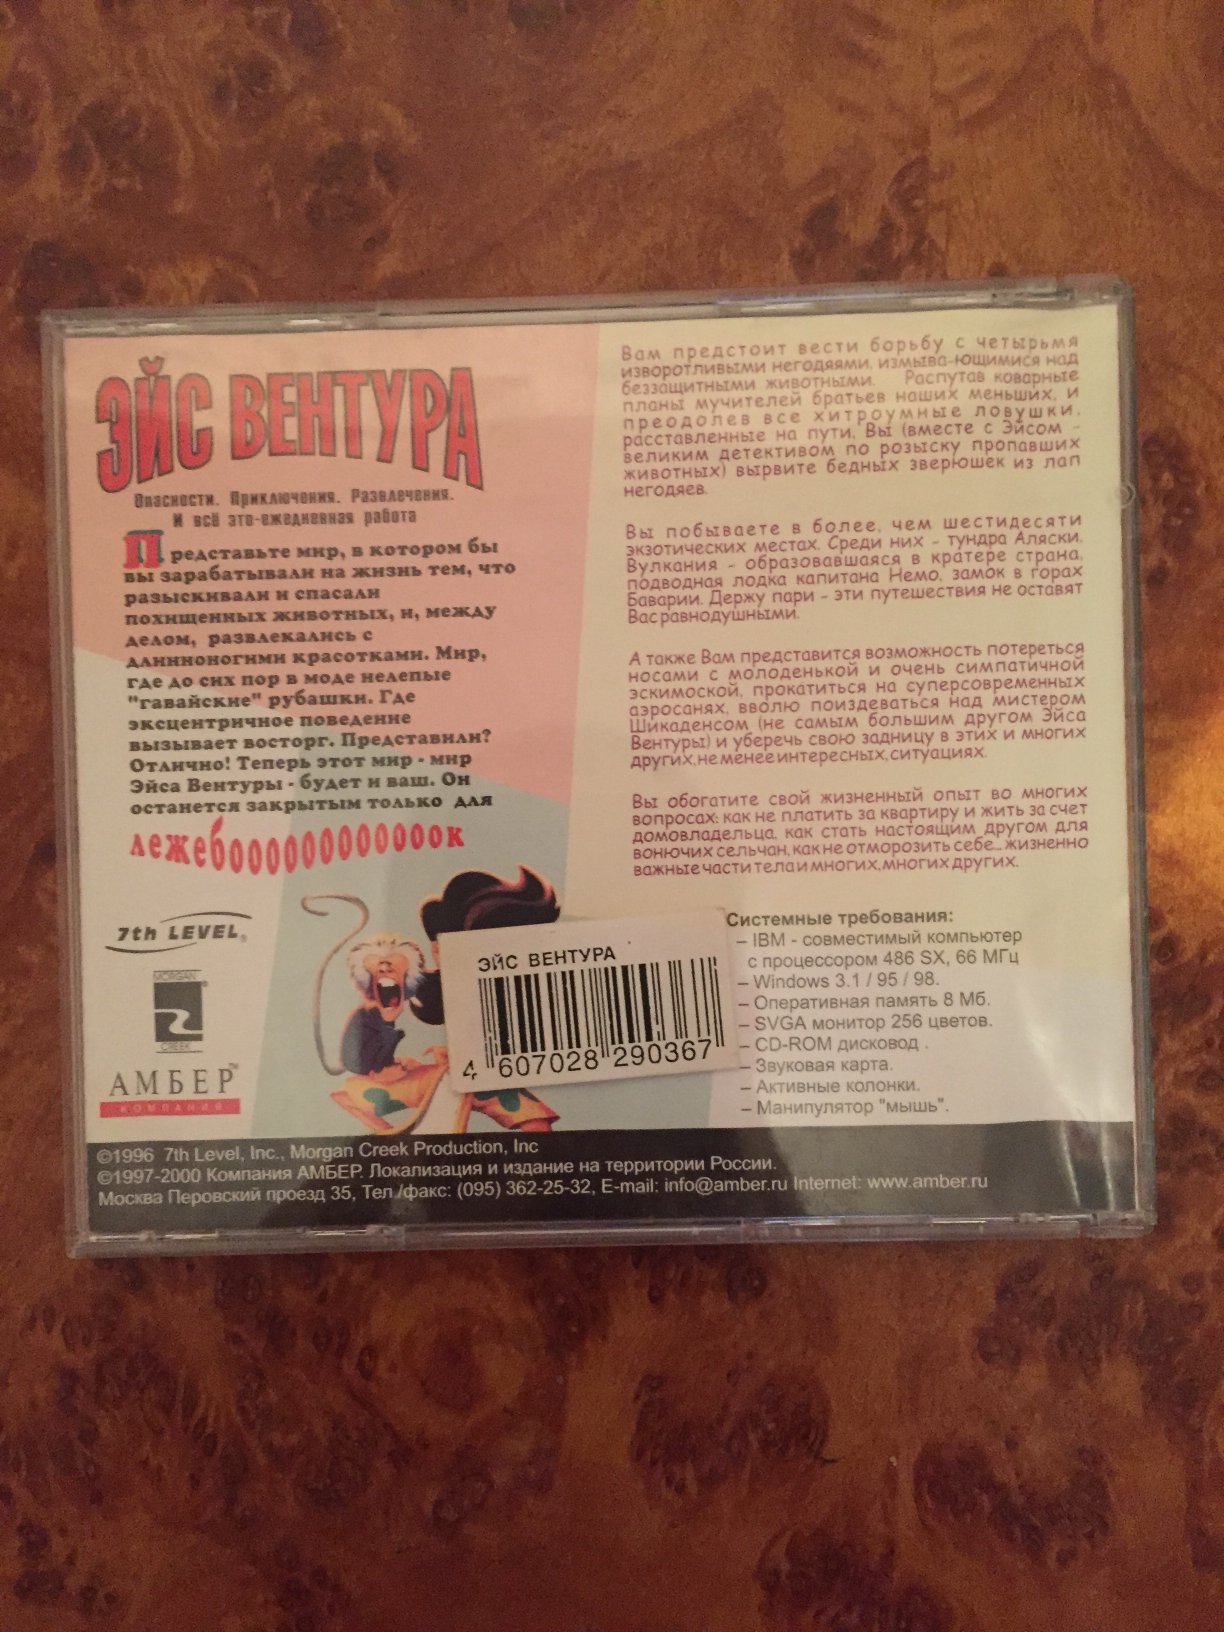 ЭЙС ВЕНТУРА
Опасности. Приключения. Развлечения.
И всё это-ежедневная работа
Представьте мир, в котором бы
вы зарабатывали на жизнь тем, что
разыскивали и спасали
похищенных животных, и, между
делом, развлекались с
длинноногими красотками. Мир,
где до сих пор в моде нелепые
"гавайские" рубашки. Где
эксцентричное поведение
вызывает восторг. Представили?
Отлично! Теперь этот мир - мир
Эйса Вентуры - будет и ваш. Он
останется закрытым только для
лежебооооооооооооок
7th LEVEL®
MORGAN
CREEK
АМБЕР™
КОМПАНИЯ
Вам предстоит вести борьбу с четырьмя
изворотливыми негодяями, измыва-ющимися над
беззащитными животными. Распутав коварные
планы мучителей братьев наших меньших, и
преодолев все хитроумные ловушки,
расставленные на пути, Вы (вместе с Эйсом -
великим детективом по розыску пропавших
животных) вырвите бедных зверюшек из лап
негодяев.
Вы побываете в более, чем шестидесяти
экзотических местах. Среди них - тундра Аляски,
Вулкания - образовавшаяся в кратере страна,
подводная лодка капитана Немо, замок в горах
Баварии. Держу пари - эти путешествия не оставят
Вас равнодушными.
А также Вам представится возможность потереться
носами с молоденькой и очень симпатичной
эскимоской, прокатиться на суперсовременных
аэросанях, вволю поиздеваться над мистером
Шикаденсом (не самым большим другом Эйса
Вентуры) и уберечь свою задницу в этих и многих
других, не менее интересных, ситуациях.
Вы обогатите свой жизненный опыт во многих
вопросах: как не платить за квартиру и жить за счет
домовладельца, как стать настоящим другом для
вонючих сельчан, как не отморозить себе... жизненно
важные части тела и многих, многих других.
ЭЙС ВЕНТУРА
4 607028 290367
Системные требования:
– IBM - совместимый компьютер
с процессором 486 SX, 66 МГц
– Windows 3.1 / 95 / 98.
– Оперативная память 8 Мб.
– SVGA монитор 256 цветов.
– CD-ROM дисковод .
– Звуковая карта.
– Активные колонки.
– Манипулятор "мышь".
©1996 7th Level, Inc., Morgan Creek Production, Inc
©1997-2000 Компания АМБЕР. Локализация и издание на территории России.
Москва Перовский проезд 35, Тел./факс: (095) 362-25-32, E-mail: info@amber.ru Internet: www.amber.ru